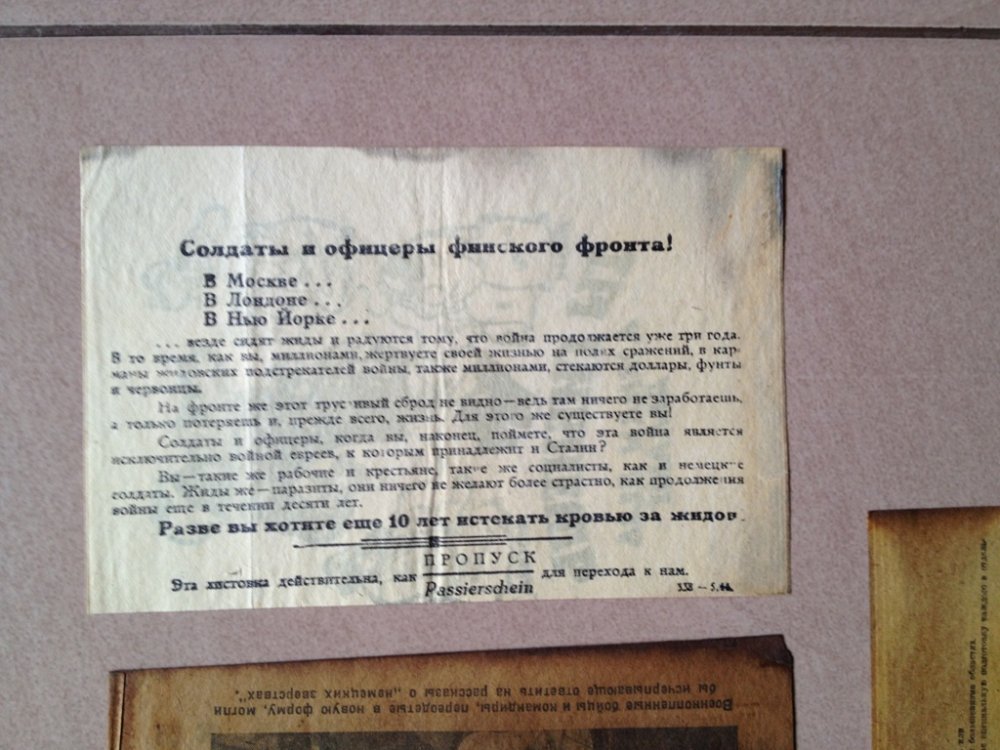 Солдаты и офицеры финского фронта!
В Москве . . .
В Лондоне . . .
В Нью Йорке . . .
. . . везде сидят жиды и радуются тому, что война продолжается уже три года.
В то время, как вы, миллионами, жертвуете своей жизнью на полях сражений, в кар-
маны жидовских подстрекателей войны, также миллионами, стекаются доллары, фунты
и червонцы.
На фронте же этот трусливый сброд не видно — ведь там ничего не заработаешь,
а только потеряешь и, прежде всего, жизнь. Для этого же существуете вы!
Солдаты и офицеры, когда вы, наконец, поймете, что эта война является
исключительно войной евреев, к которым принадлежит и Сталин?
Вы — такие же рабочие и крестьяне, такие же социалисты, как и немецкие
солдаты. Жиды же — паразиты, они ничего не желают более страстно, как продолжения
войны еще в течении десяти лет.
Разве вы хотите еще 10 лет истекать кровью за жидов
Эта листовка действительна, как ПРОПУСК для перехода к нам.
Passierschein
Военнопленные бойцы и командиры, переодетые в новую форму, могли
бы исчерпывающе ответить на рассказы о „немецких зверствах“.
или
областях.
подготовку каждого в отдель-